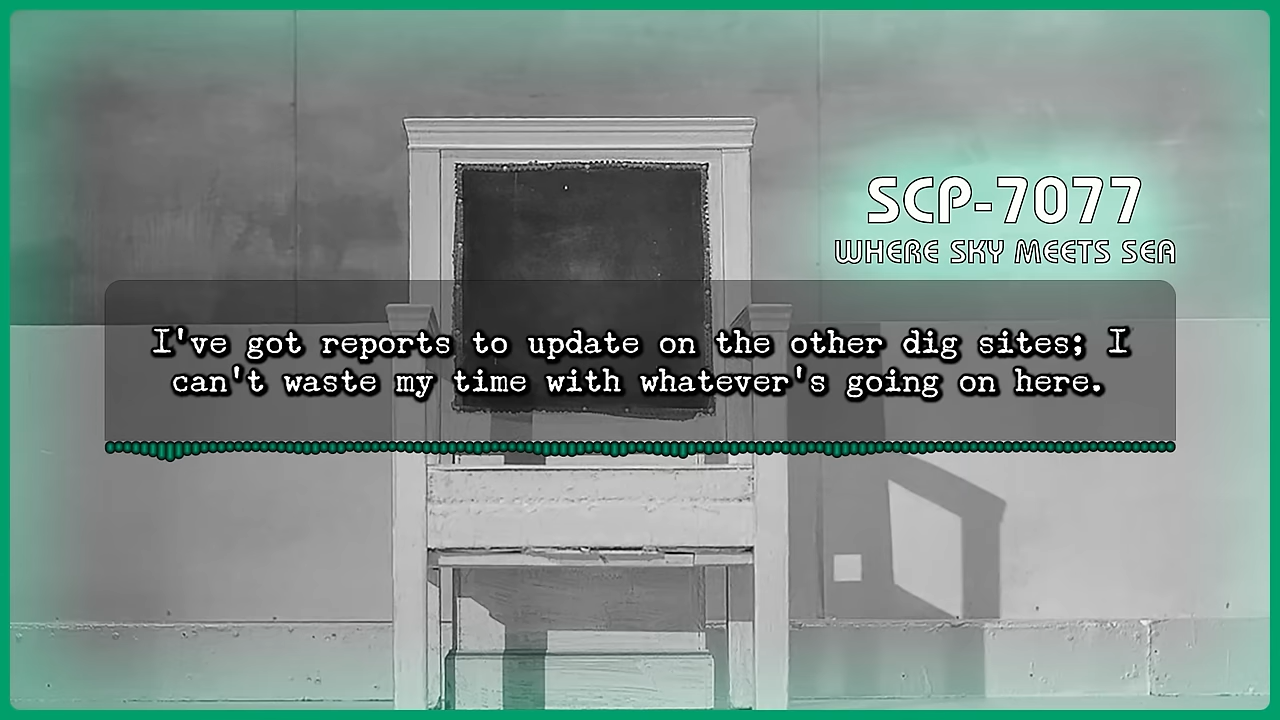 SCP-7077
WHERE SKY MEETS SEA
I've got reports to update on the other dig sites; I
can't waste my time with whatever's going on here.